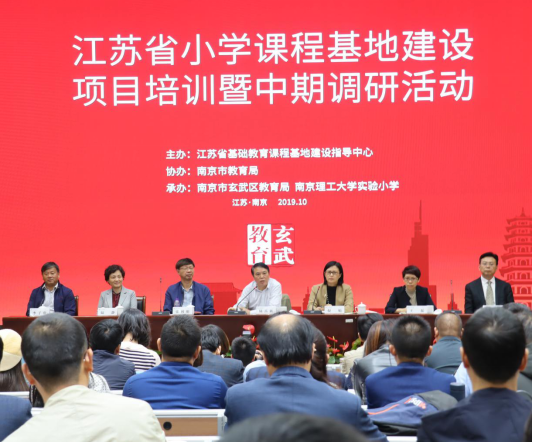 江苏省小学课程基地建设
项目培训暨中期调研活动
主办：江苏省基础教育课程基地建设指导中心
协办：南京市教育局
承办：南京市玄武区教育局 南京理工大学实验小学
江苏·南京 2019.10
玄武
教育